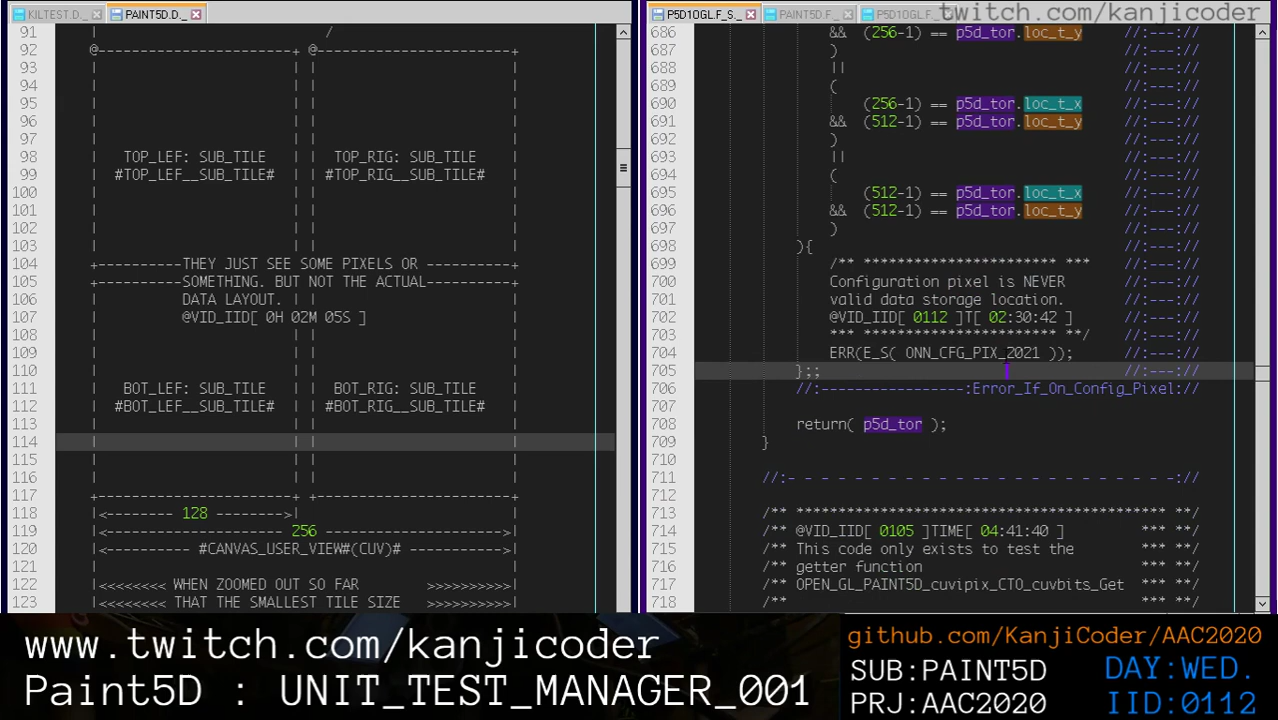 KILTEST.D._ PAINT5D.D._
91 /
92 @-----------------------+ @-----------------------+
93 | | | |
94 | | | |
95 | | | |
96 | | | |
97 | | | |
98 | TOP_LEF: SUB_TILE | | TOP_RIG: SUB_TILE |
99 | #TOP_LEF__SUB_TILE# | | #TOP_RIG__SUB_TILE# |
100 | | | |
101 | | | |
102 | | | |
103 | | | |
104 +----------THEY JUST SEE SOME PIXELS OR ----------+
105 +----------SOMETHING. BUT NOT THE ACTUAL----------+
106 | DATA LAYOUT. | | |
107 | @VID_IID[ 0H 02M 05S ] |
108 | | | |
109 | | | |
110 | | | |
111 | BOT_LEF: SUB_TILE | | BOT_RIG: SUB_TILE |
112 | #BOT_LEF__SUB_TILE# | | #BOT_RIG__SUB_TILE# |
113 | | | |
114 | | | |
115 | | | |
116 | | | |
117 +-----------------------+ +-----------------------+
118 |<-------- 128 -------->|
119 |<--------------------- 256 --------------------->|
120 |<---------- #CANVAS_USER_VIEW#(CUV)# ----------->|
121 | |
122 |<<<<<<<< WHEN ZOOMED OUT SO FAR >>>>>>>>>>|
123 |<<<<<<<< THAT THE SMALLEST TILE SIZE >>>>>>>>>>|
P5D10GL.F_S._ PAINT5D.F_ P5D10GL.F_
twitch.com/kanjicoder
686 && (256-1) == p5d_tor.loc_t_y //:---://
687 ) //:---://
688 || //:---://
689 ( //:---://
690 (256-1) == p5d_tor.loc_t_x //:---://
691 && (512-1) == p5d_tor.loc_t_y //:---://
692 ) //:---://
693 || //:---://
694 ( //:---://
695 (512-1) == p5d_tor.loc_t_x //:---://
696 && (512-1) == p5d_tor.loc_t_y //:---://
697 ) //:---://
698 ){ //:---://
699 /** *********************** *** //:---://
700 Configuration pixel is NEVER //:---://
701 valid data storage location. //:---://
702 @VID_IID[ 0112 ]T[ 02:30:42 ] //:---://
703 *** *********************** **/ //:---://
704 ERR(E_S( ONN_CFG_PIX_2021 )); //:---://
705 };; //:---://
706 //:-----------------:Error_If_On_Config_Pixel://
707
708 return( p5d_tor );
709 }
710
711 //:- - - - - - - - - - - -- - - - - - - - - - - -://
712
713 /** ****************************************** **/
714 /** @VID_IID[ 0105 ]TIME[ 04:41:40 ] *** **/
715 /** This code only exists to test the *** **/
716 /** getter function *** **/
717 /** OPEN_GL_PAINT5D_cuvipix_CTO_cuvbits_Get
718 /** *** **/
www.twitch.com/kanjicoder
Paint5D : UNIT_TEST_MANAGER_001
github.com/KanjiCoder/AAC2020
SUB:PAINT5D DAY:WED.
PRJ:AAC2020 IID:0112